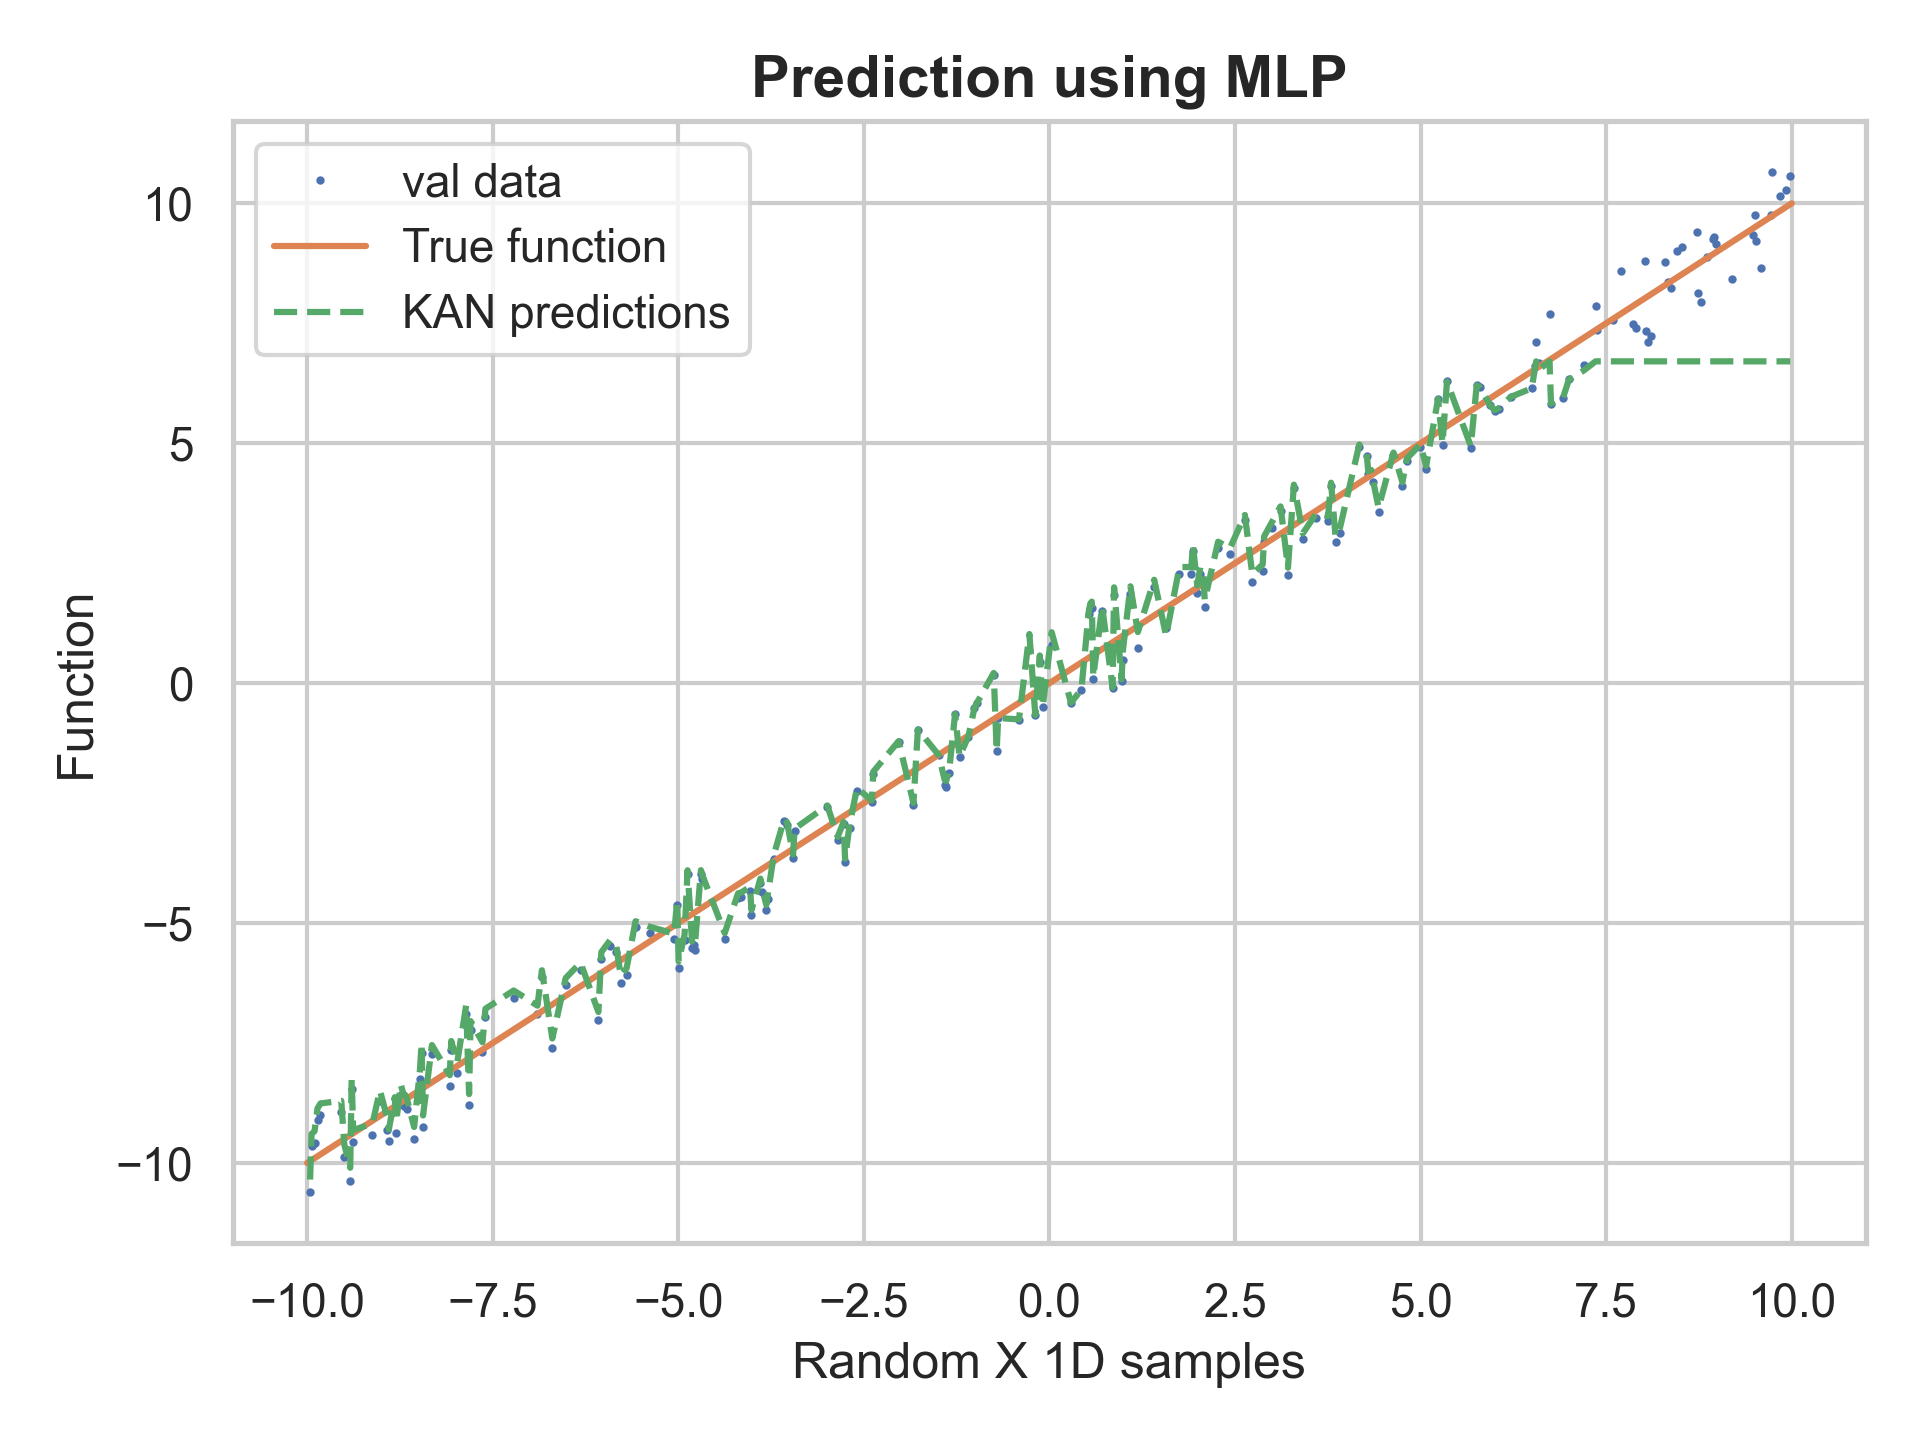 Prediction using MLP
val data
True function
KAN predictions
10
5
0
−5
−10
Function
−10.0 −7.5 −5.0 −2.5 0.0 2.5 5.0 7.5 10.0
Random X 1D samples